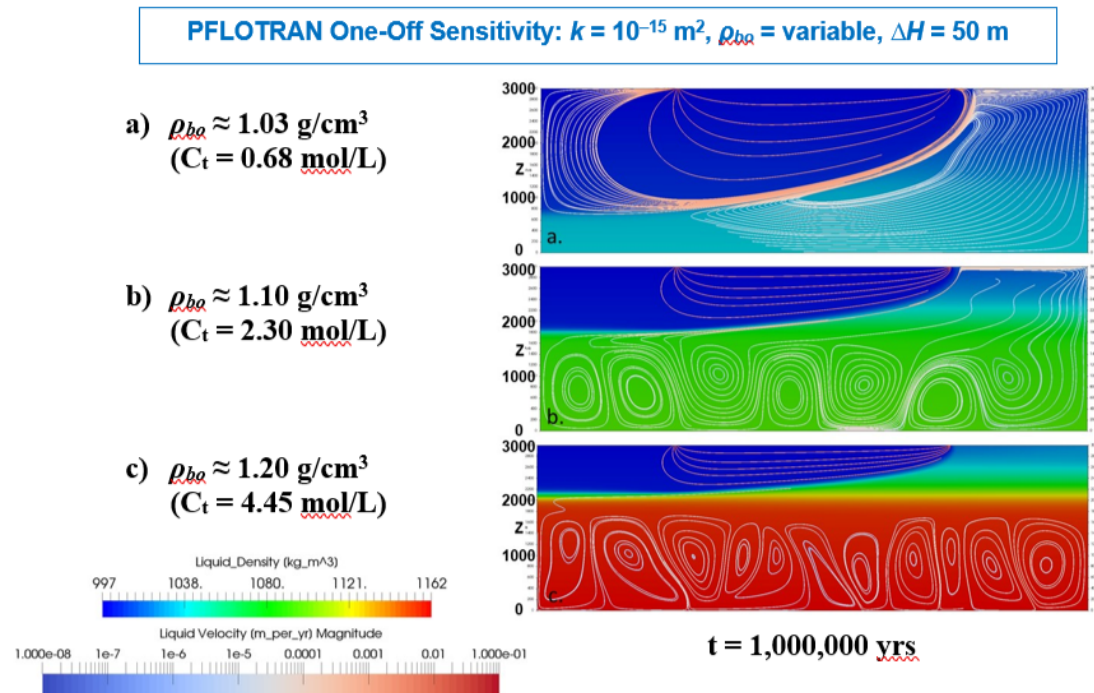 PFLOTRAN One-Off Sensitivity: k = 10⁻¹⁵ m², ρbo = variable, ΔH = 50 m
a) ρbo ≈ 1.03 g/cm³
(Ct = 0.68 mol/L)
3000
2000
Z
1000
0
a.
b) ρbo ≈ 1.10 g/cm³
(Ct = 2.30 mol/L)
3000
2000
Z
1000
0
b.
c) ρbo ≈ 1.20 g/cm³
(Ct = 4.45 mol/L)
3000
2000
Z
1000
0
c.
Liquid_Density (kg_m^3)
997 1038. 1080. 1121. 1162
Liquid Velocity (m_per_yr) Magnitude
1.000e-08 1e-7 1e-6 1e-5 0.0001 0.001 0.01 1.000e-01
t = 1,000,000 yrs